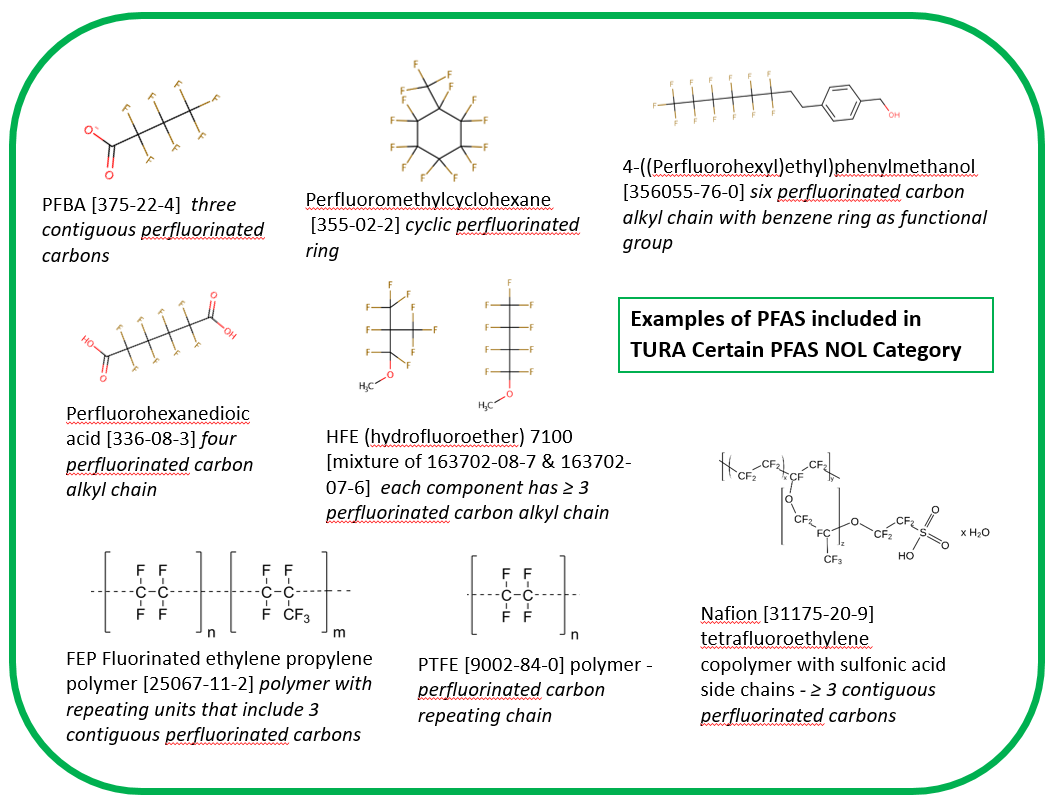 PFBA [375-22-4]  three
contiguous perfluorinated
carbons
Perfluoromethylcyclohexane
[355-02-2] cyclic perfluorinated
ring
4-((Perfluorohexyl)ethyl)phenylmethanol
[356055-76-0] six perfluorinated carbon
alkyl chain with benzene ring as functional
group
Examples of PFAS included in
TURA Certain PFAS NOL Category
Perfluorohexanedioic
acid [336-08-3] four
perfluorinated carbon
alkyl chain
HFE (hydrofluoroether) 7100
[mixture of 163702-08-7 & 163702-
07-6]  each component has ≥ 3
perfluorinated carbon alkyl chain
FEP Fluorinated ethylene propylene
polymer [25067-11-2] polymer with
repeating units that include 3
contiguous perfluorinated carbons
PTFE [9002-84-0] polymer -
perfluorinated carbon
repeating chain
Nafion [31175-20-9]
tetrafluoroethylene
copolymer with sulfonic acid
side chains - ≥ 3 contiguous
perfluorinated carbons